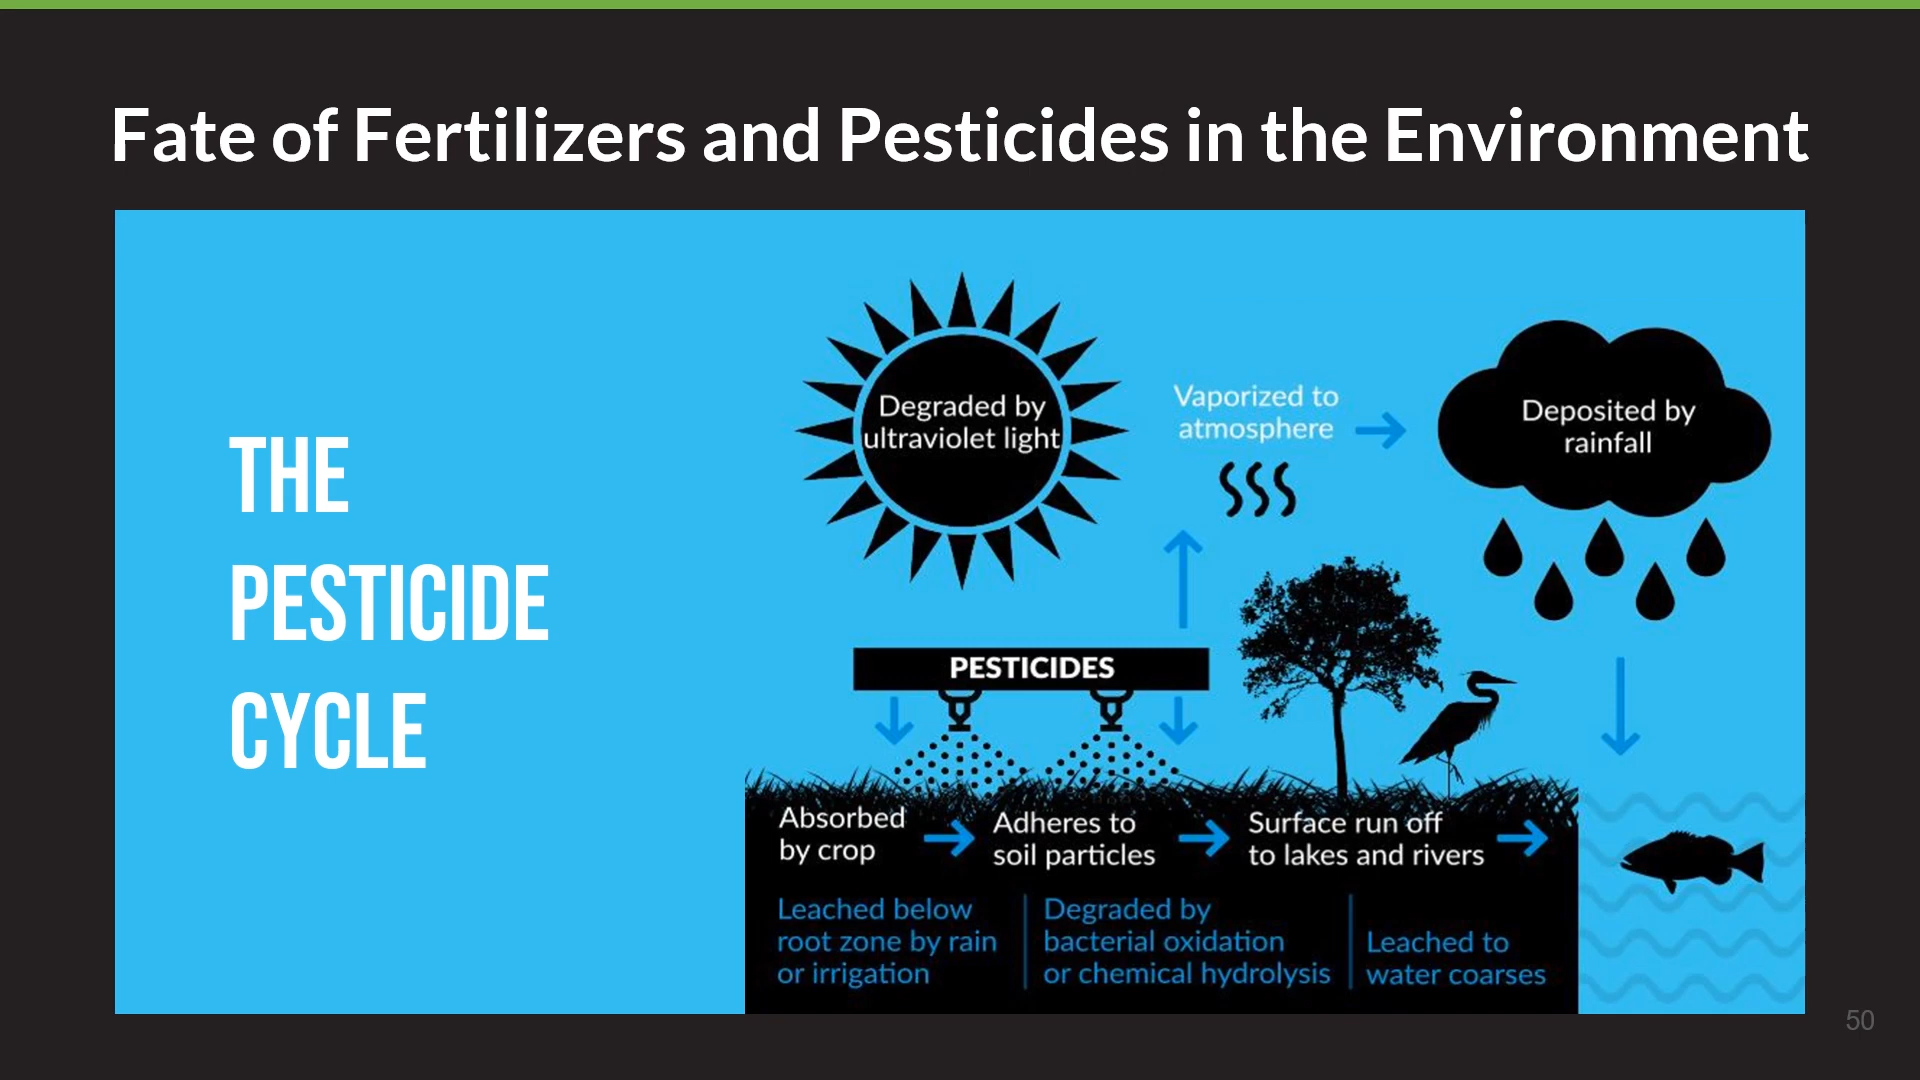 Fate of Fertilizers and Pesticides in the Environment
THE
PESTICIDE
CYCLE
Degraded by
ultraviolet light
Vaporized to
atmosphere
Deposited by
rainfall
PESTICIDES
Absorbed
by crop
Adheres to
soil particles
Surface run off
to lakes and rivers
Leached below
root zone by rain
or irrigation
Degraded by
bacterial oxidation
or chemical hydrolysis
Leached to
water coarses
50